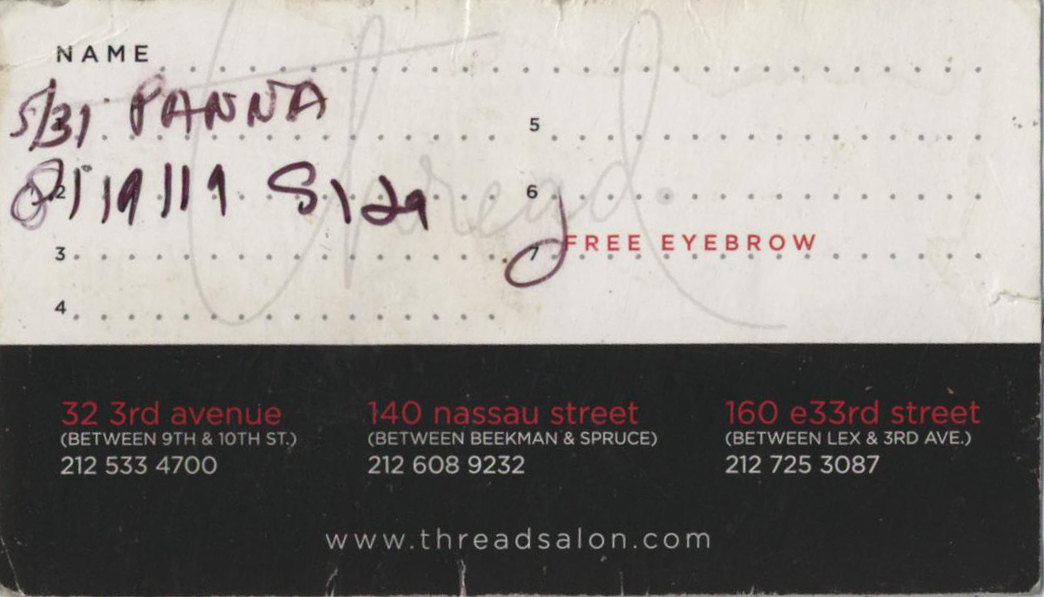 thread.
NAME
5/31 PANNA
5
2 8/19/19 6
FREE EYEBROW
3 7
4
32 3rd avenue 140 nassau street 160 e33rd street
(BETWEEN 9TH & 10TH ST.) (BETWEEN BEEKMAN & SPRUCE) (BETWEEN LEX & 3RD AVE.)
212 533 4700 212 608 9232 212 725 3087
www.threadsalon.com